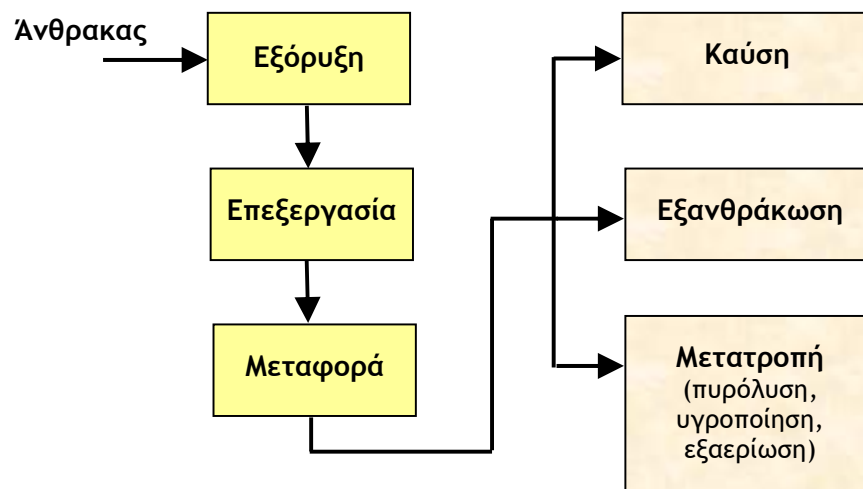 Άνθρακας
Εξόρυξη
Επεξεργασία
Μεταφορά
Καύση
Εξανθράκωση
Μετατροπή
(πυρόλυση,
υγροποίηση,
εξαερίωση)